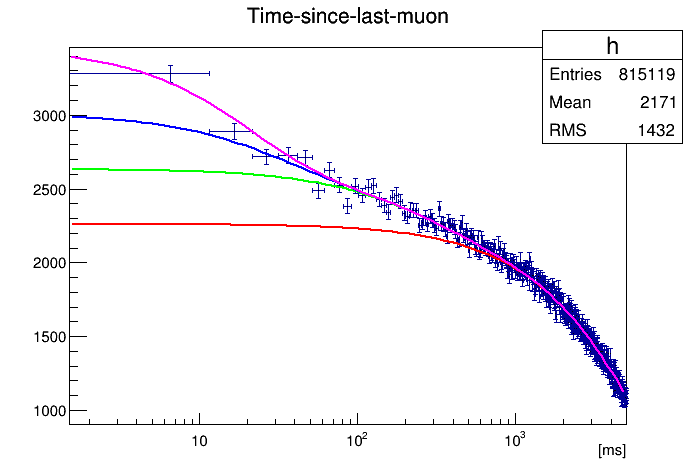 Time-since-last-muon
h
Entries 815119
Mean 2171
RMS 1432
3000
2500
2000
1500
1000
10 10² 10³
[ms]